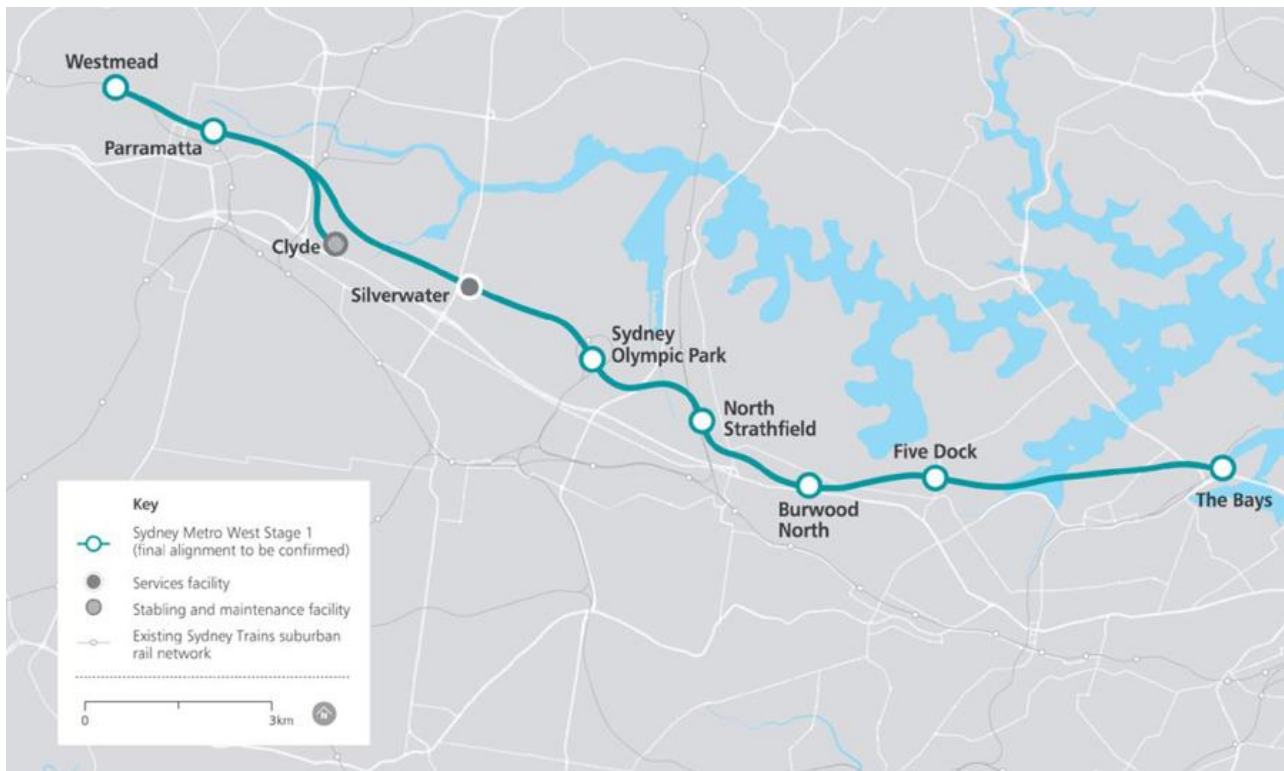 Westmead
Parramatta
Clyde
Silverwater
Sydney
Olympic Park
North
Strathfield
Five Dock
Burwood
North
The Bays
Key
Sydney Metro West Stage 1
(final alignment to be confirmed)
Services facility
Stabling and maintenance facility
Existing Sydney Trains suburban
rail network
0 3km
N